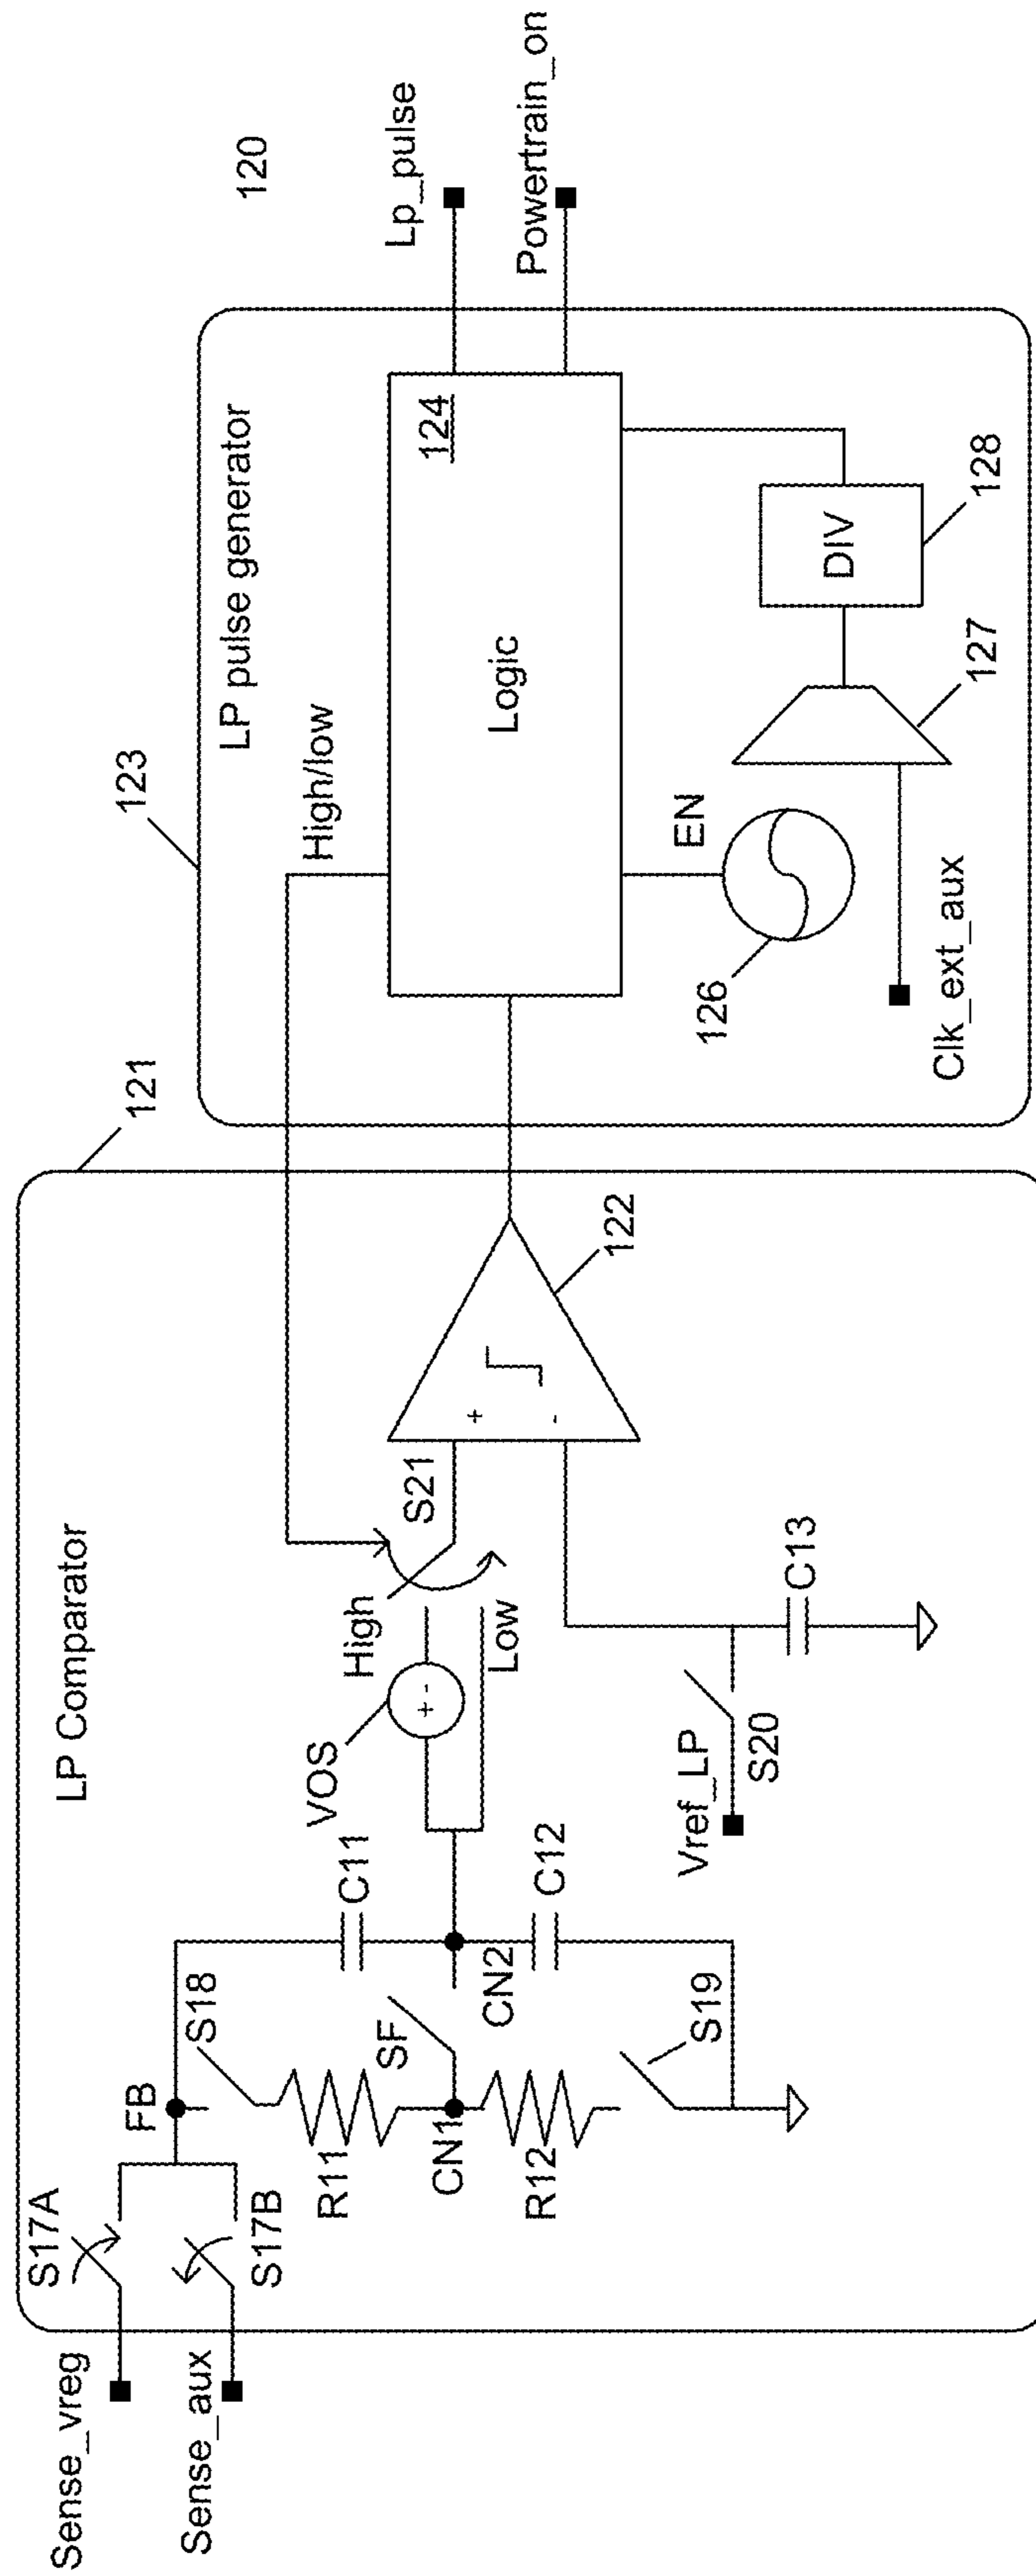 120
121
123
LP Comparator
LP pulse generator
Sense_vreg
Sense_aux
S17A
S17B
FB
S18
R11
SF
CN1
R12
S19
C11
CN2
C12
VOS
+ -
High
Low
S21
Vref_LP
S20
C13
+
-
122
High/low
Logic
124
EN
126
Clk_ext_aux
127
DIV
128
Lp_pulse
Powertrain_on